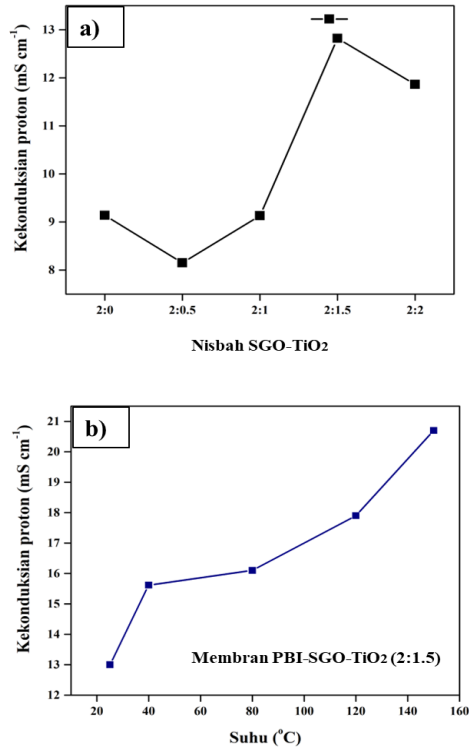 a)
Kekonduksian proton (mS cm⁻¹)
13
12
11
10
9
8
2:0 2:0.5 2:1 2:1.5 2:2
Nisbah SGO-TiO₂
b)
Kekonduksian proton (mS cm⁻¹)
21
20
19
18
17
16
15
14
13
12
Membran PBI-SGO-TiO₂ (2:1.5)
20 40 60 80 100 120 140 160
Suhu (°C)